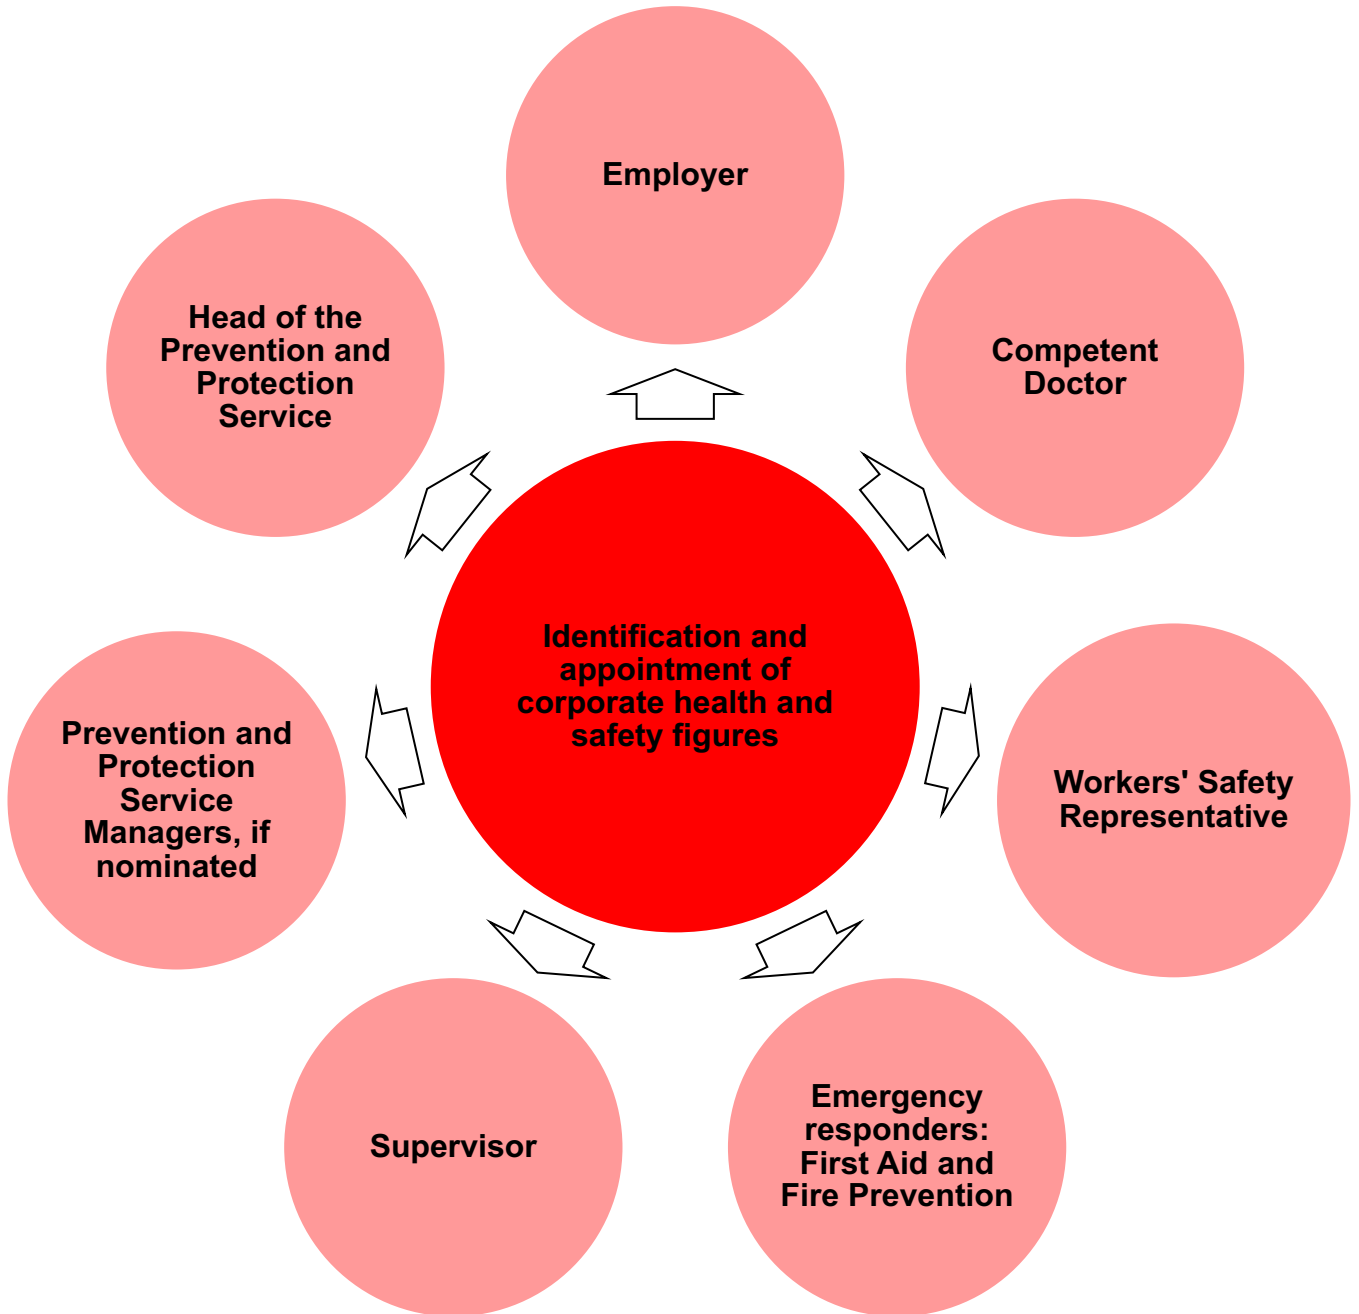 Employer
Head of the
Prevention and
Protection
Service
Competent
Doctor
Identification and
appointment of
corporate health and
safety figures
Prevention and
Protection
Service
Managers, if
nominated
Workers' Safety
Representative
Supervisor
Emergency
responders:
First Aid and
Fire Prevention